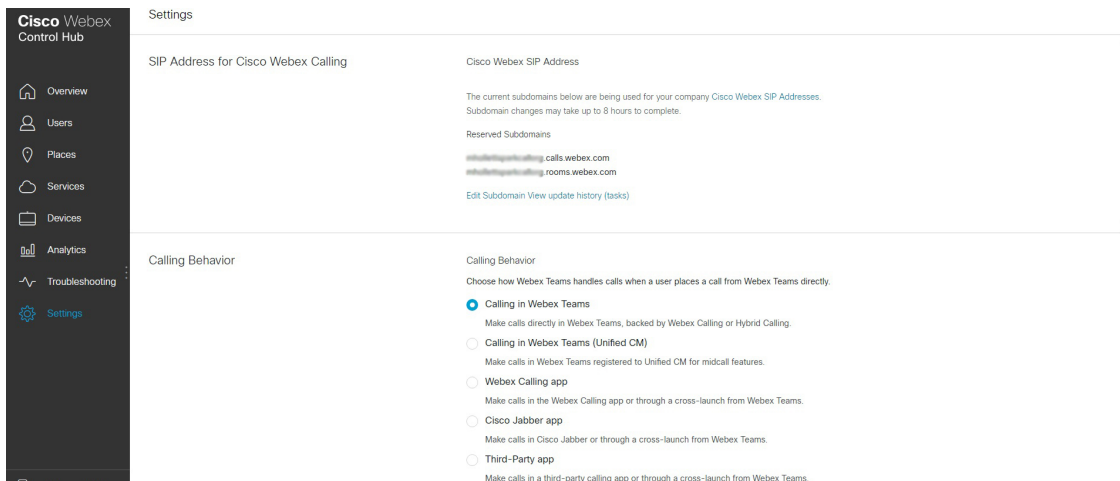 Cisco Webex
Control Hub
Overview
Users
Places
Services
Devices
Analytics
Troubleshooting
Settings
Settings
SIP Address for Cisco Webex Calling
Cisco Webex SIP Address
The current subdomains below are being used for your company Cisco Webex SIP Addresses.
Subdomain changes may take up to 8 hours to complete.
Reserved Subdomains
.calls.webex.com
.rooms.webex.com
Edit Subdomain View update history (tasks)
Calling Behavior
Calling Behavior
Choose how Webex Teams handles calls when a user places a call from Webex Teams directly.
Calling in Webex Teams
Make calls directly in Webex Teams, backed by Webex Calling or Hybrid Calling.
Calling in Webex Teams (Unified CM)
Make calls in Webex Teams registered to Unified CM for midcall features.
Webex Calling app
Make calls in the Webex Calling app or through a cross-launch from Webex Teams.
Cisco Jabber app
Make calls in Cisco Jabber or through a cross-launch from Webex Teams.
Third-Party app
Make calls in a third-party calling app or through a cross-launch from Webex Teams.